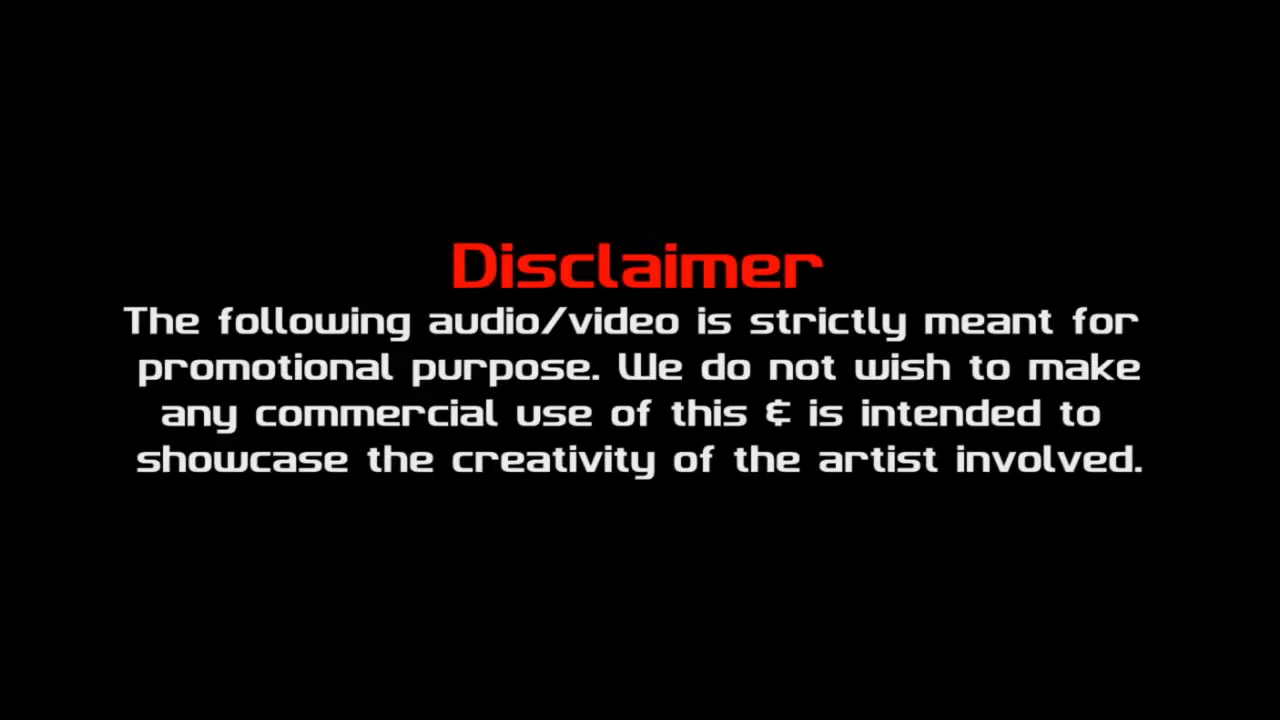 Disclaimer
The following audio/video is strictly meant for
promotional purpose. We do not wish to make
any commercial use of this & is intended to
showcase the creativity of the artist involved.